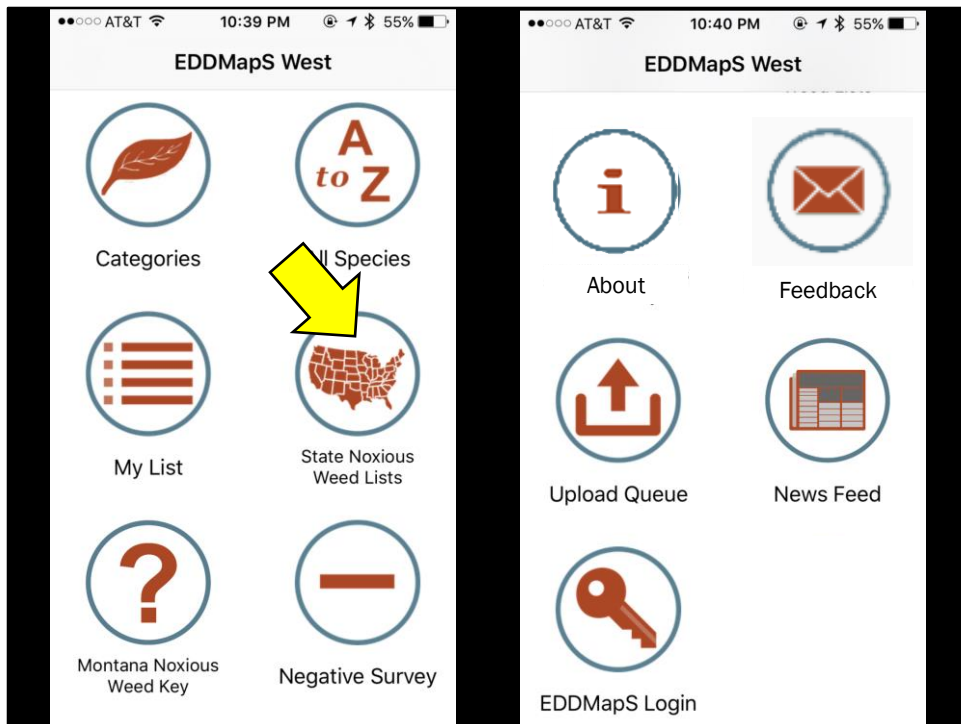 AT&T 10:39 PM 55%
EDDMapS West
A
to Z
Categories
ll Species
My List
State Noxious
Weed Lists
?
Montana Noxious
Weed Key
Negative Survey
AT&T 10:40 PM 55%
EDDMapS West
i
About
Feedback
Upload Queue
News Feed
EDDMapS Login